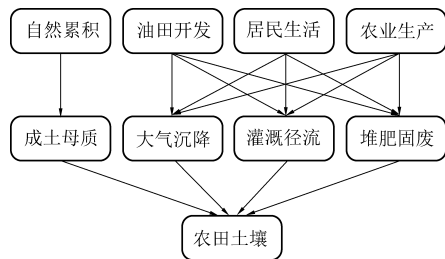 自然累积
油田开发
居民生活
农业生产
成土母质
大气沉降
灌溉径流
堆肥固废
农田土壤